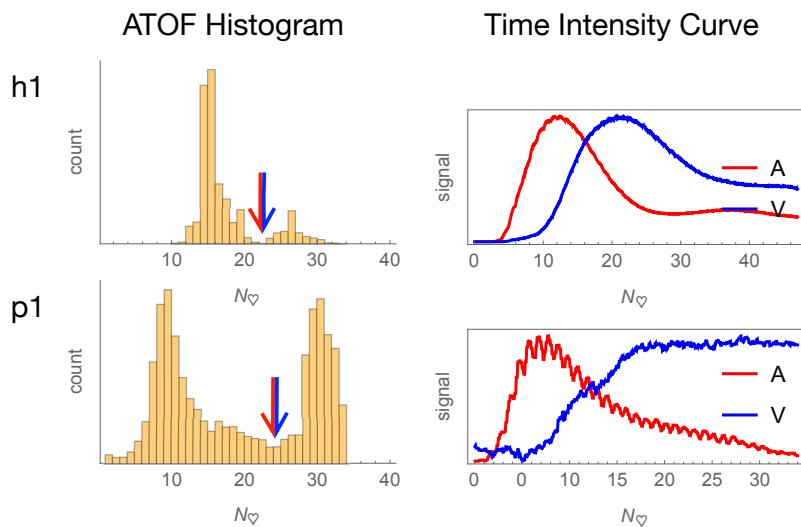 ATOF Histogram
Time Intensity Curve
h1
count
10 20 30 40
N♡
signal
A
V
0 10 20 30 40
N♡
p1
count
10 20 30 40
N♡
signal
A
V
0 0 10 20 25 30
N♡